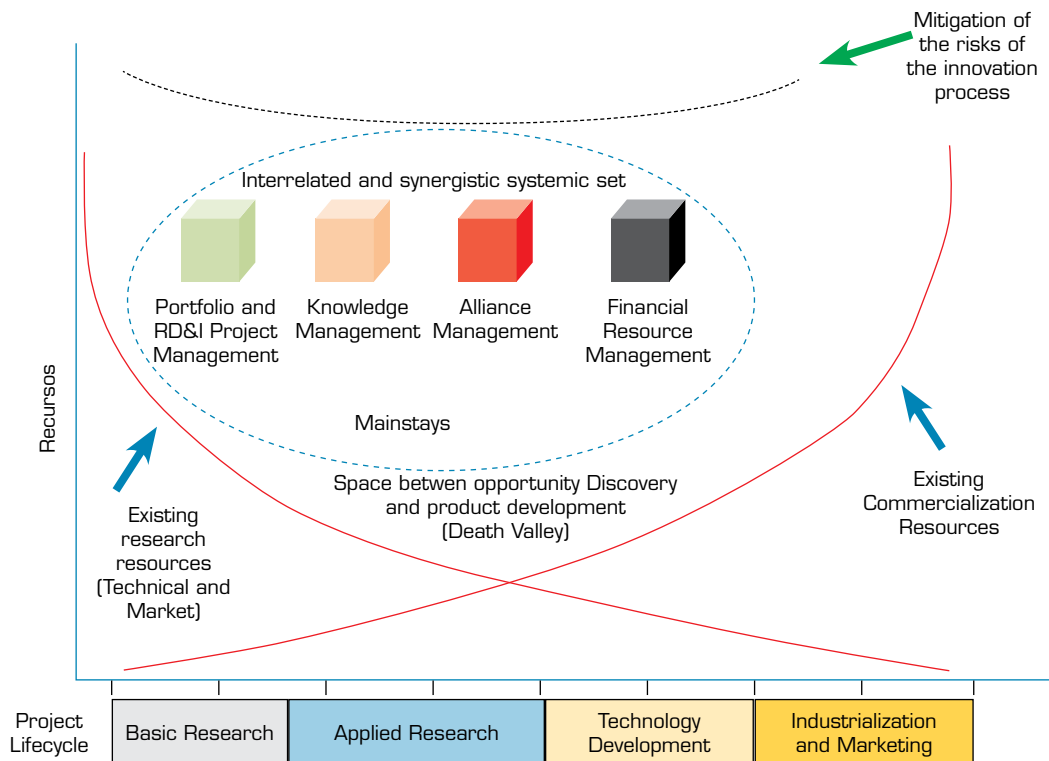 Mitigation of
the risks of
the innovation
process
Interrelated and synergistic systemic set
Portfolio and
RD&I Project
Management
Knowledge
Management
Alliance
Management
Financial
Resource
Management
Mainstays
Recursos
Space betwen opportunity Discovery
and product development
(Death Valley)
Existing
research
resources
(Technical and
Market)
Existing
Commercialization
Resources
Project
Lifecycle
Basic Research
Applied Research
Technology
Development
Industrialization
and Marketing